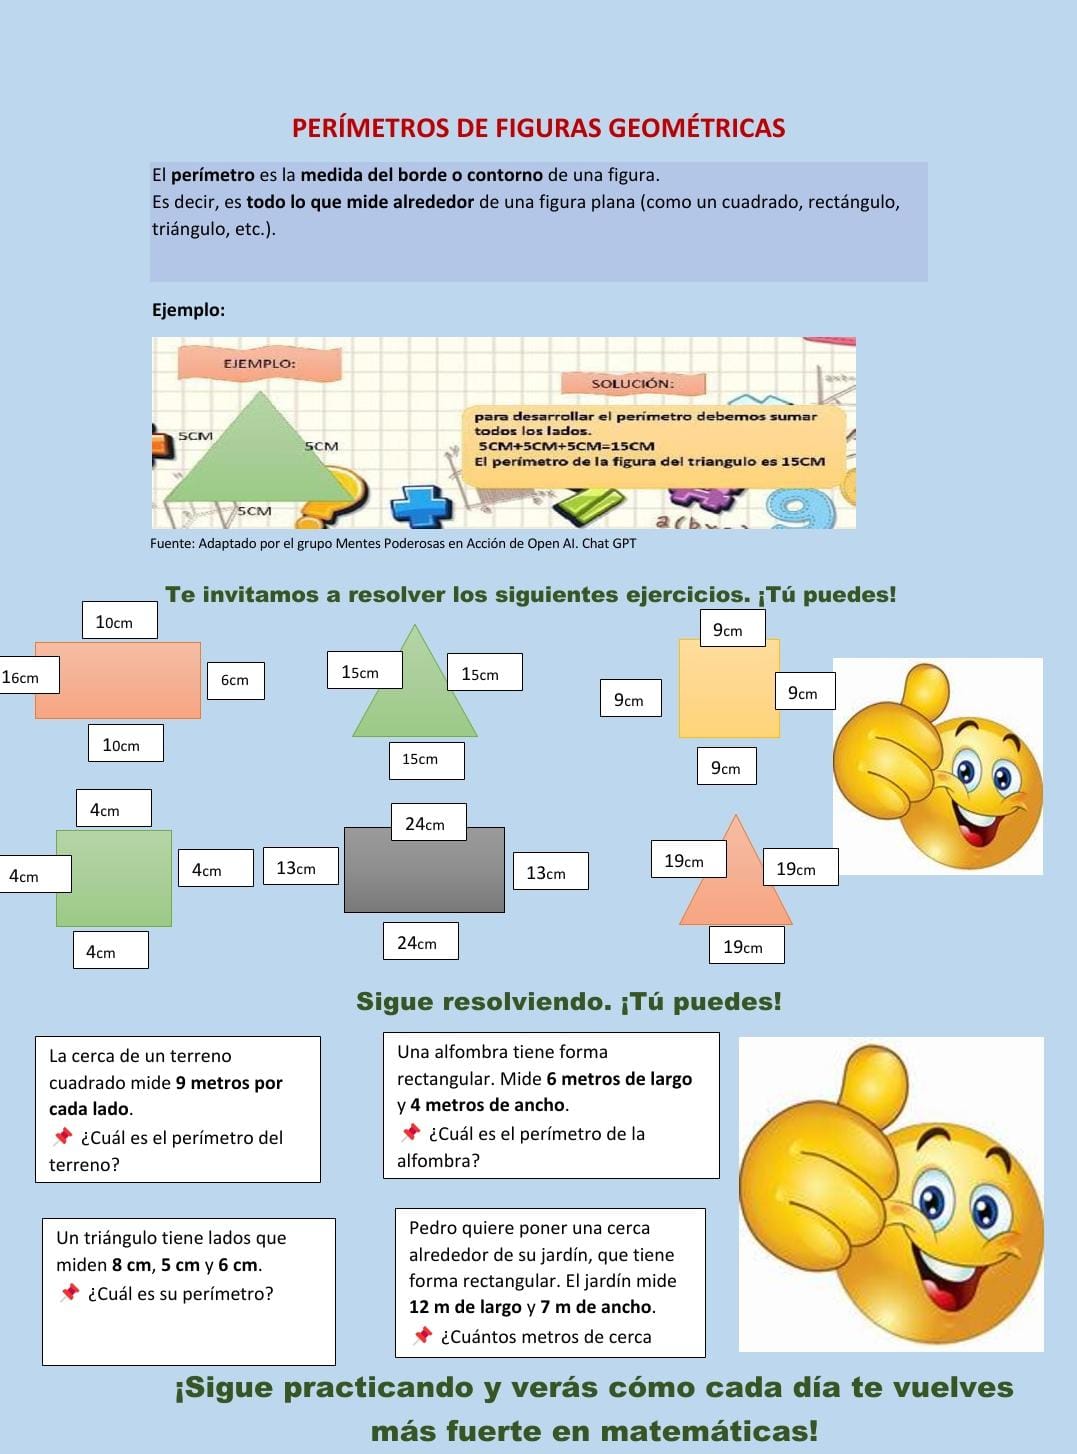 PERÍMETROS DE FIGURAS GEOMÉTRICAS
El perímetro es la medida del borde o contorno de una figura.
Es decir, es todo lo que mide alrededor de una figura plana (como un cuadrado, rectángulo,
triángulo, etc.).
Ejemplo:
EJEMPLO:
5CM
5CM
5CM
SOLUCIÓN:
para desarrollar el perímetro debemos sumar
todos los lados.
5CM+5CM+5CM=15CM
El perímetro de la figura del triangulo es 15CM
9
Fuente: Adaptado por el grupo Mentes Poderosas en Acción de Open AI. Chat GPT
Te invitamos a resolver los siguientes ejercicios. ¡Tú puedes!
10cm
16cm
6cm
10cm
15cm
15cm
15cm
9cm
9cm
9cm
9cm
4cm
4cm
4cm
4cm
24cm
13cm
13cm
24cm
19cm
19cm
19cm
Sigue resolviendo. ¡Tú puedes!
La cerca de un terreno
cuadrado mide 9 metros por
cada lado.
📌 ¿Cuál es el perímetro del
terreno?
Una alfombra tiene forma
rectangular. Mide 6 metros de largo
y 4 metros de ancho.
📌 ¿Cuál es el perímetro de la
alfombra?
Un triángulo tiene lados que
miden 8 cm, 5 cm y 6 cm.
📌 ¿Cuál es su perímetro?
Pedro quiere poner una cerca
alrededor de su jardín, que tiene
forma rectangular. El jardín mide
12 m de largo y 7 m de ancho.
📌 ¿Cuántos metros de cerca
¡Sigue practicando y verás cómo cada día te vuelves
más fuerte en matemáticas!